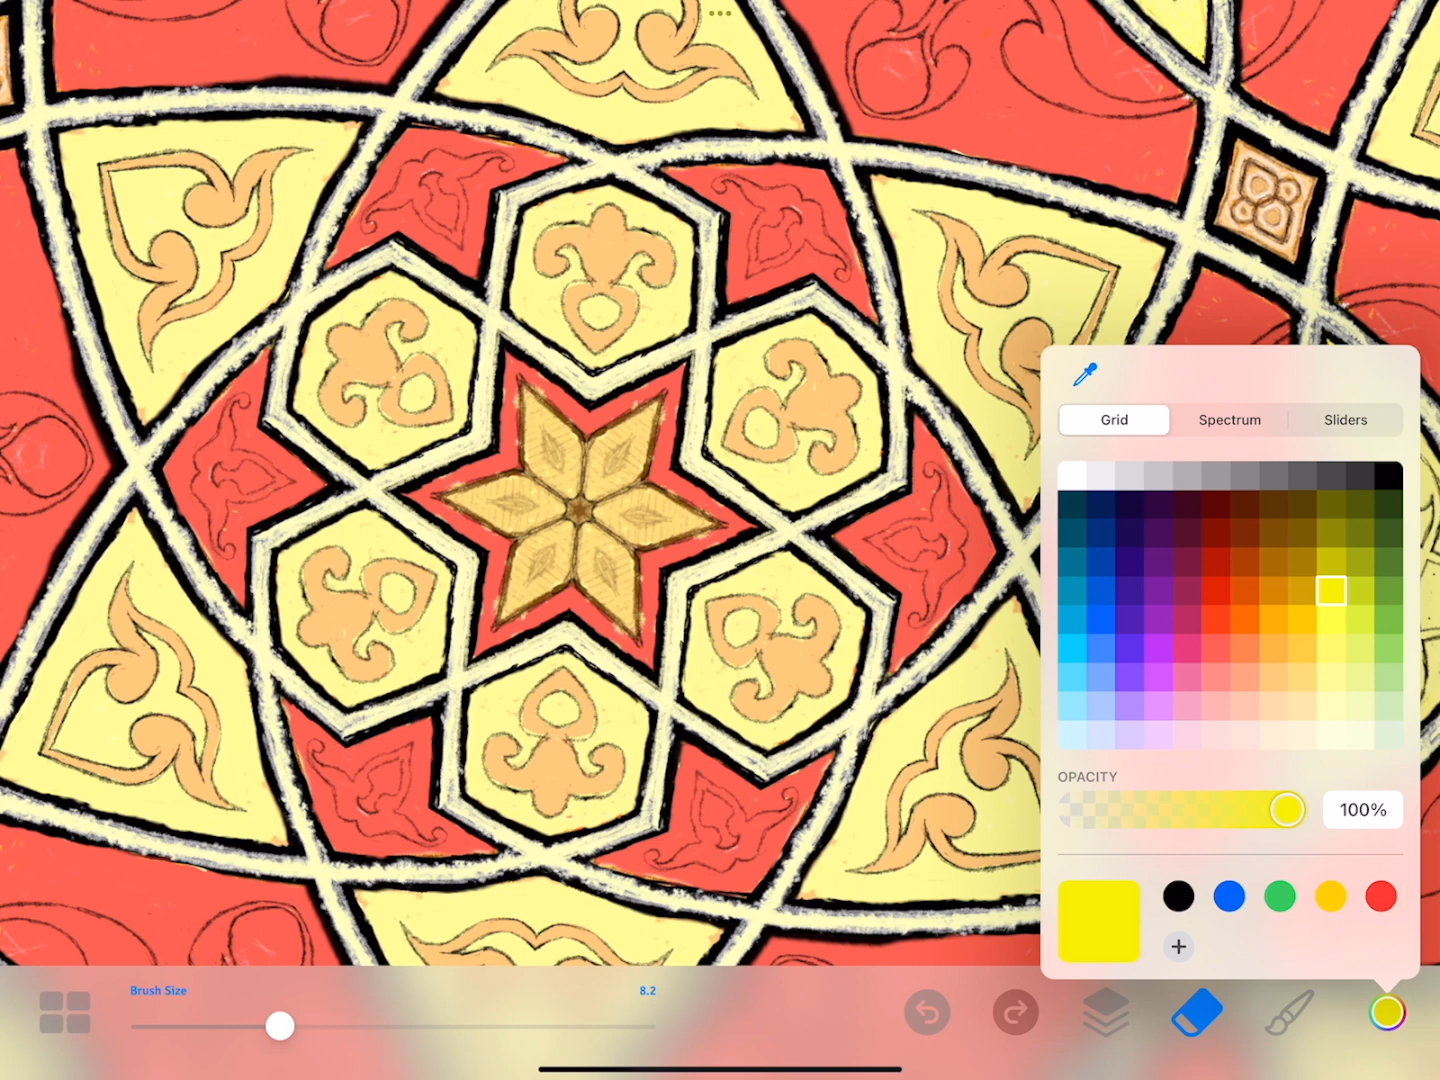 Grid
Spectrum
Sliders
OPACITY
100%
Brush Size
8.2